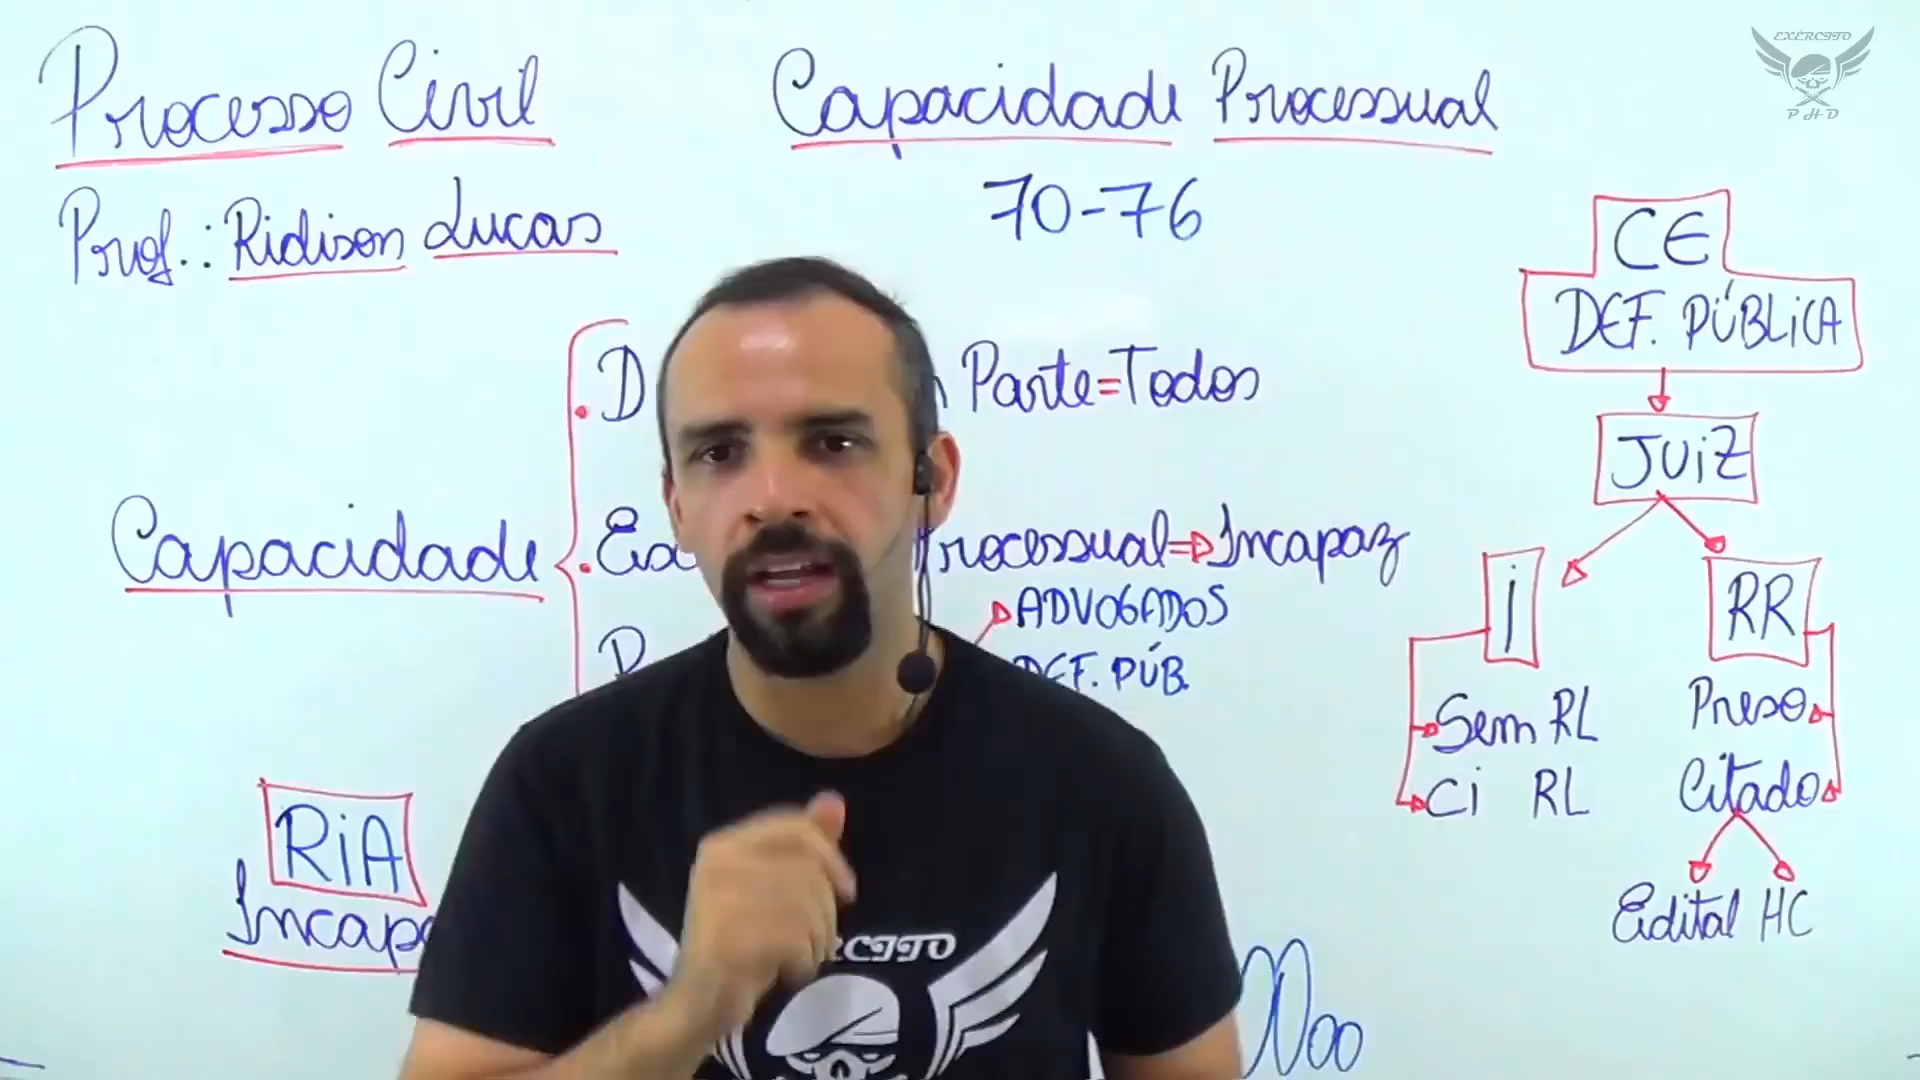 Processo Civil
Capacidade Processual
70-76
Prof.: Ridison Lucas
EXÉRCITO
PHD
CE
DEF. PÚBLICA
JUiZ
i
RR
Sem RL
Ci RL
Preso
Citado
Edital HC
Capacidade
Parte=Todos
Processual Incapaz
ADVOGADOS
DEF. PÚB.
RiA